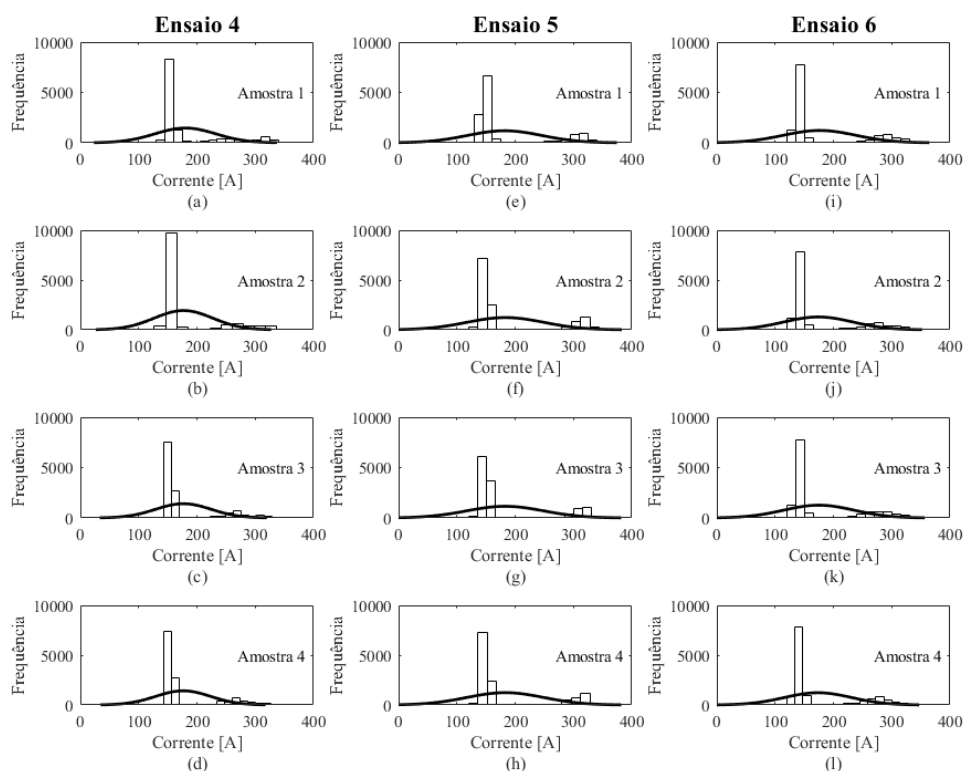 Ensaio 4
Ensaio 5
Ensaio 6
10000
5000
0
Frequência
Amostra 1
0 100 200 300 400
Corrente [A]
(a)
10000
5000
0
Frequência
Amostra 1
0 100 200 300 400
Corrente [A]
(e)
10000
5000
0
Frequência
Amostra 1
0 100 200 300 400
Corrente [A]
(i)
10000
5000
0
Frequência
Amostra 2
0 100 200 300 400
Corrente [A]
(b)
10000
5000
0
Frequência
Amostra 2
0 100 200 300 400
Corrente [A]
(f)
10000
5000
0
Frequência
Amostra 2
0 100 200 300 400
Corrente [A]
(j)
10000
5000
0
Frequência
Amostra 3
0 100 200 300 400
Corrente [A]
(c)
10000
5000
0
Frequência
Amostra 3
0 100 200 300 400
Corrente [A]
(g)
10000
5000
0
Frequência
Amostra 3
0 100 200 300 400
Corrente [A]
(k)
10000
5000
0
Frequência
Amostra 4
0 100 200 300 400
Corrente [A]
(d)
10000
5000
0
Frequência
Amostra 4
0 100 200 300 400
Corrente [A]
(h)
10000
5000
0
Frequência
Amostra 4
0 100 200 300 400
Corrente [A]
(l)